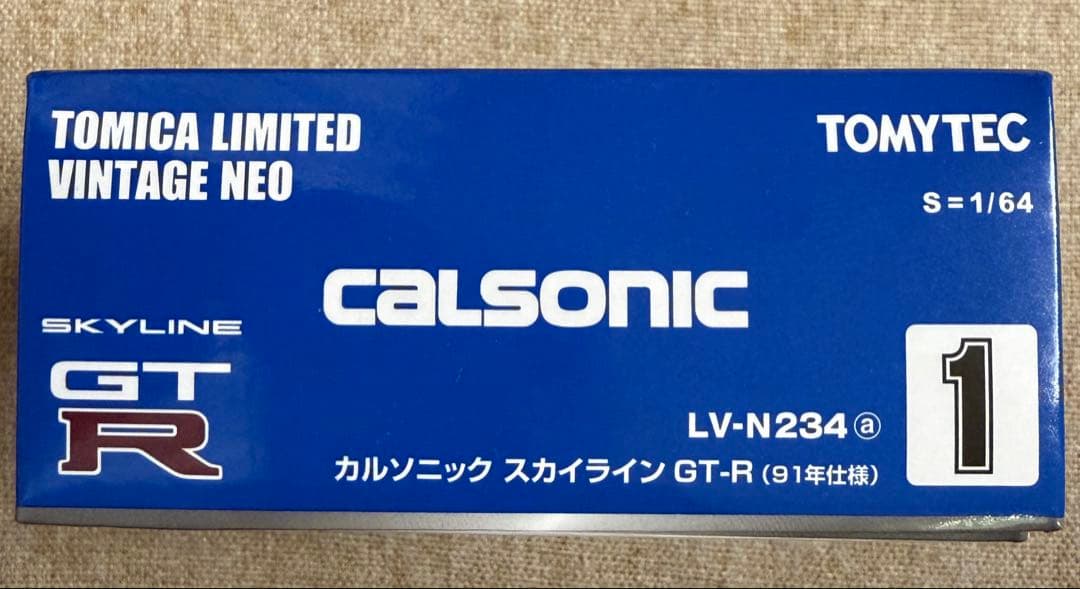 TOMICA LIMITED
VINTAGE NEO
TOMYTEC
S=1/64
CALSONIC
SKYLINE
GT
R
1
LV-N234ⓐ
カルソニック スカイライン GT-R（91年仕様）